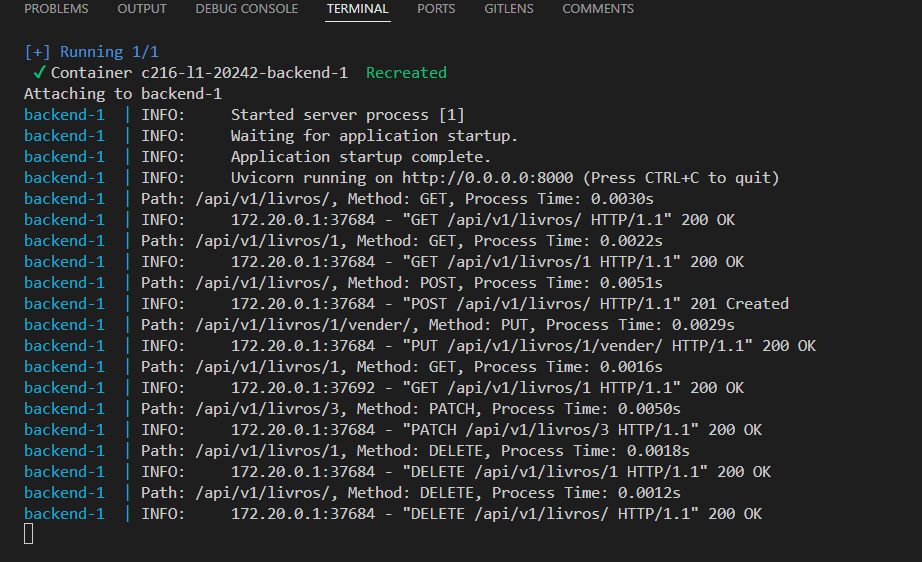 PROBLEMS OUTPUT DEBUG CONSOLE TERMINAL PORTS GITLENS COMMENTS
[+] Running 1/1
✓ Container c216-l1-20242-backend-1 Recreated
Attaching to backend-1
backend-1 | INFO: Started server process [1]
backend-1 | INFO: Waiting for application startup.
backend-1 | INFO: Application startup complete.
backend-1 | INFO: Uvicorn running on http://0.0.0.0:8000 (Press CTRL+C to quit)
backend-1 | Path: /api/v1/livros/, Method: GET, Process Time: 0.0030s
backend-1 | INFO: 172.20.0.1:37684 - "GET /api/v1/livros/ HTTP/1.1" 200 OK
backend-1 | Path: /api/v1/livros/1, Method: GET, Process Time: 0.0022s
backend-1 | INFO: 172.20.0.1:37684 - "GET /api/v1/livros/1 HTTP/1.1" 200 OK
backend-1 | Path: /api/v1/livros/, Method: POST, Process Time: 0.0051s
backend-1 | INFO: 172.20.0.1:37684 - "POST /api/v1/livros/ HTTP/1.1" 201 Created
backend-1 | Path: /api/v1/livros/1/vender/, Method: PUT, Process Time: 0.0029s
backend-1 | INFO: 172.20.0.1:37684 - "PUT /api/v1/livros/1/vender/ HTTP/1.1" 200 OK
backend-1 | Path: /api/v1/livros/1, Method: GET, Process Time: 0.0016s
backend-1 | INFO: 172.20.0.1:37692 - "GET /api/v1/livros/1 HTTP/1.1" 200 OK
backend-1 | Path: /api/v1/livros/3, Method: PATCH, Process Time: 0.0050s
backend-1 | INFO: 172.20.0.1:37684 - "PATCH /api/v1/livros/3 HTTP/1.1" 200 OK
backend-1 | Path: /api/v1/livros/1, Method: DELETE, Process Time: 0.0018s
backend-1 | INFO: 172.20.0.1:37684 - "DELETE /api/v1/livros/1 HTTP/1.1" 200 OK
backend-1 | Path: /api/v1/livros/, Method: DELETE, Process Time: 0.0012s
backend-1 | INFO: 172.20.0.1:37684 - "DELETE /api/v1/livros/ HTTP/1.1" 200 OK